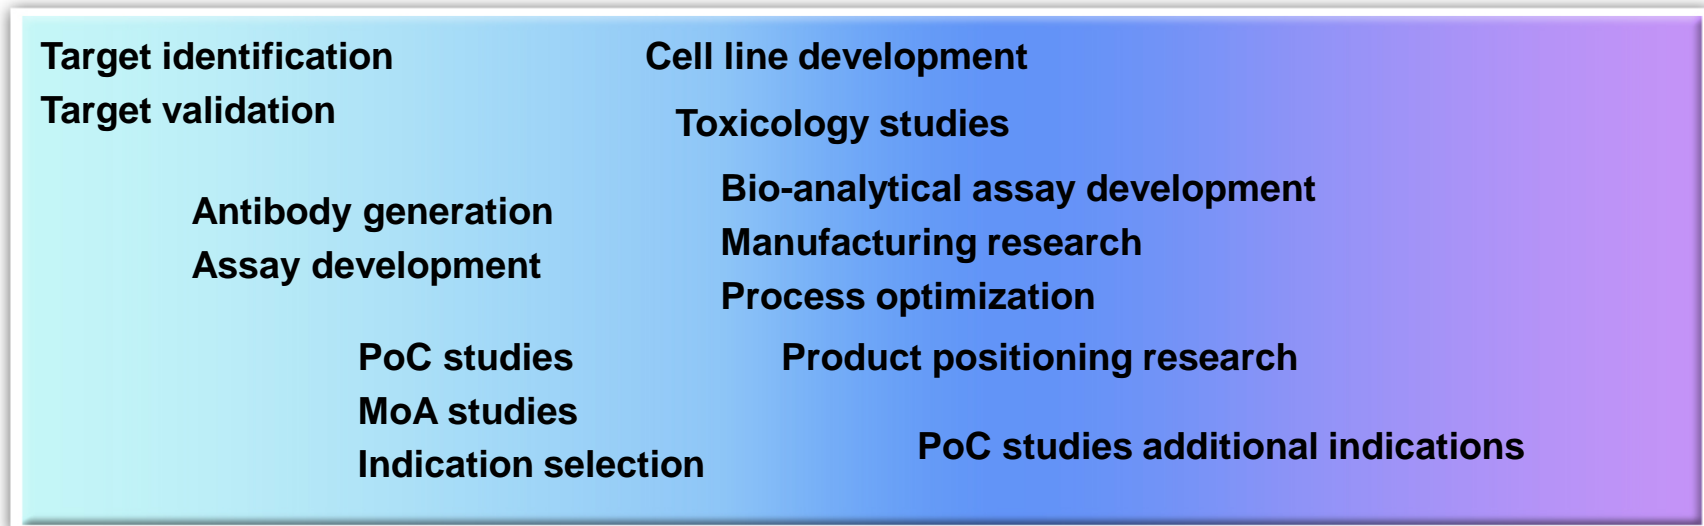 Target identification
Target validation
Antibody generation
Assay development
PoC studies
MoA studies
Indication selection
Cell line development
Toxicology studies
Bio-analytical assay development
Manufacturing research
Process optimization
Product positioning research
PoC studies additional indications